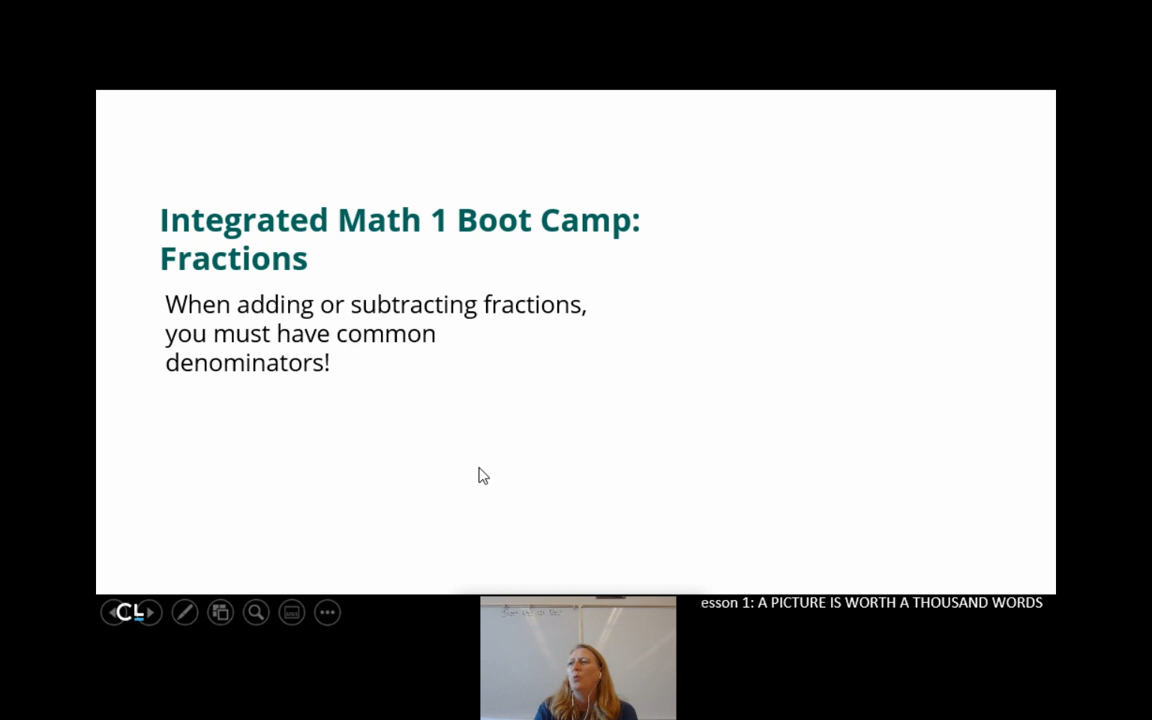 Integrated Math 1 Boot Camp:
Fractions
When adding or subtracting fractions,
you must have common
denominators!
CL
esson 1: A PICTURE IS WORTH A THOUSAND WORDS